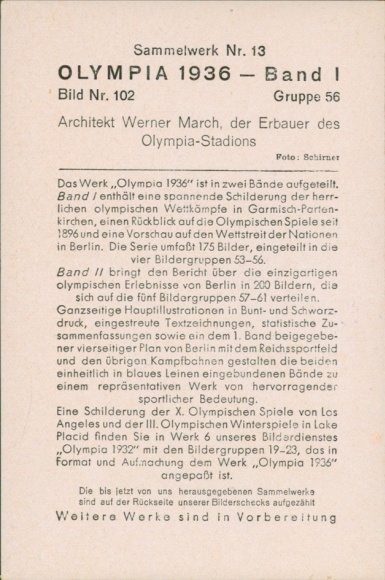 Sammelwerk Nr. 13
OLYMPIA 1936 — Band I
Bild Nr. 102 Gruppe 56
Architekt Werner March, der Erbauer des
Olympia-Stadions
Foto: Schirner
Das Werk „Olympia 1936" ist in zwei Bände aufgeteilt.
Band I enthält eine spannende Schilderung der herr-
lichen olympischen Wettkämpfe in Garmisch-Parten-
kirchen, einen Rückblick auf die Olympischen Spiele seit
1896 und eine Vorschau auf den Wettstreit der Nationen
in Berlin. Die Serie umfaßt 175 Bilder, eingeteilt in die
vier Bildergruppen 53–56.
Band II bringt den Bericht über die einzigartigen
olympischen Erlebnisse von Berlin in 200 Bildern, die
sich auf die fünf Bildergruppen 57–61 verteilen.
Ganzseitige Hauptillustrationen in Bunt- und Schwarz-
druck, eingestreute Textzeichnungen, statistische Zu-
sammenfassungen sowie ein dem 1. Band beigegebe-
ner vierseitiger Plan von Berlin mit dem Reichssportfeld
und den übrigen Kampfbahnen gestalten die beiden
einheitlich in blaues Leinen eingebundenen Bände zu
einem repräsentativen Werk von hervorragender
sportlicher Bedeutung.
Eine Schilderung der X. Olympischen Spiele von Los
Angeles und der III. Olympischen Winterspiele in Lake
Placid finden Sie in Werk 6 unseres Bilderdienstes
„Olympia 1932" mit den Bildergruppen 19–23, das in
Format und Aufmachung dem Werk „Olympia 1936"
angepaßt ist.
Die bis jetzt von uns herausgegebenen Sammelwerke
sind auf der Rückseite unserer Bilderschecks aufgezählt
Weitere Werke sind in Vorbereitung